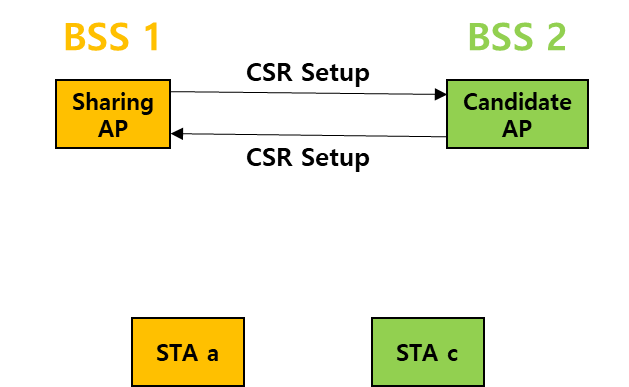 BSS 1
BSS 2
CSR Setup
Sharing
AP
Candidate
AP
CSR Setup
STA a
STA c